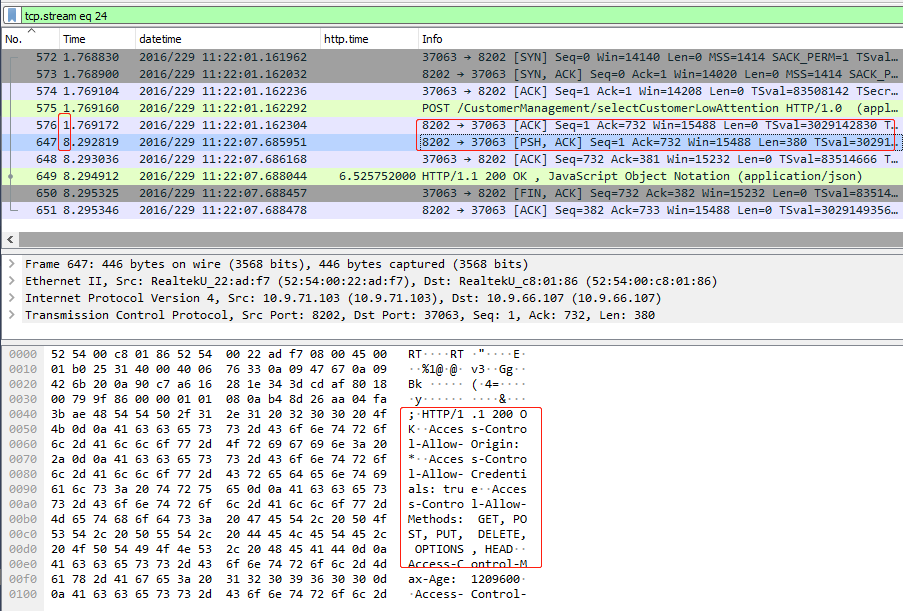 tcp.stream eq 24
No. Time datetime http.time Info
572 1.768830 2016/229 11:22:01.161962 37063 → 8202 [SYN] Seq=0 Win=14140 Len=0 MSS=1414 SACK_PERM=1 TSval…
573 1.768900 2016/229 11:22:01.162032 8202 → 37063 [SYN, ACK] Seq=0 Ack=1 Win=14020 Len=0 MSS=1414 SACK_P…
574 1.769104 2016/229 11:22:01.162236 37063 → 8202 [ACK] Seq=1 Ack=1 Win=14208 Len=0 TSval=83508142 TSecr…
575 1.769160 2016/229 11:22:01.162292 POST /CustomerManagement/selectCustomerLowAttention HTTP/1.0 (appl…
576 1.769172 2016/229 11:22:01.162304 8202 → 37063 [ACK] Seq=1 Ack=732 Win=15488 Len=0 TSval=3029142830 T…
647 8.292819 2016/229 11:22:07.685951 8202 → 37063 [PSH, ACK] Seq=1 Ack=732 Win=15488 Len=380 TSval=30291…
648 8.293036 2016/229 11:22:07.686168 37063 → 8202 [ACK] Seq=732 Ack=381 Win=15232 Len=0 TSval=83514666 T…
649 8.294912 2016/229 11:22:07.688044 6.525752000 HTTP/1.1 200 OK , JavaScript Object Notation (application/json)
650 8.295325 2016/229 11:22:07.688457 37063 → 8202 [FIN, ACK] Seq=732 Ack=382 Win=15232 Len=0 TSval=83514…
651 8.295346 2016/229 11:22:07.688478 8202 → 37063 [ACK] Seq=382 Ack=733 Win=15488 Len=0 TSval=3029149356…
Frame 647: 446 bytes on wire (3568 bits), 446 bytes captured (3568 bits)
Ethernet II, Src: RealtekU_22:ad:f7 (52:54:00:22:ad:f7), Dst: RealtekU_c8:01:86 (52:54:00:c8:01:86)
Internet Protocol Version 4, Src: 10.9.71.103 (10.9.71.103), Dst: 10.9.66.107 (10.9.66.107)
Transmission Control Protocol, Src Port: 8202, Dst Port: 37063, Seq: 1, Ack: 732, Len: 380
0000 52 54 00 c8 01 86 52 54 00 22 ad f7 08 00 45 00 RT····RT ·"····E·
0010 01 b0 25 31 40 00 40 06 76 33 0a 09 47 67 0a 09 ··%1@·@· v3··Gg··
0020 42 6b 20 0a 90 c7 a6 16 28 1e 34 3d cd af 80 18 Bk ····· (·4=····
0030 00 79 9f 86 00 00 01 01 08 0a b4 8d 26 aa 04 fa ·y······ ····&···
0040 3b ae 48 54 54 50 2f 31 2e 31 20 32 30 30 20 4f ;·HTTP/1 .1 200 O
0050 4b 0d 0a 41 63 63 65 73 73 2d 43 6f 6e 74 72 6f K··Acces s-Contro
0060 6c 2d 41 6c 6c 6f 77 2d 4f 72 69 67 69 6e 3a 20 l-Allow- Origin:
0070 2a 0d 0a 41 63 63 65 73 73 2d 43 6f 6e 74 72 6f *··Acces s-Contro
0080 6c 2d 41 6c 6c 6f 77 2d 43 72 65 64 65 6e 74 69 l-Allow- Credenti
0090 61 6c 73 3a 20 74 72 75 65 0d 0a 41 63 63 65 73 als: tru e··Acces
00a0 73 2d 43 6f 6e 74 72 6f 6c 2d 41 6c 6c 6f 77 2d s-Contro l-Allow-
00b0 4d 65 74 68 6f 64 73 3a 20 47 45 54 2c 20 50 4f Methods: GET, PO
00c0 53 54 2c 20 50 55 54 2c 20 44 45 4c 45 54 45 2c ST, PUT, DELETE,
00d0 20 4f 50 54 49 4f 4e 53 2c 20 48 45 41 44 0d 0a OPTIONS , HEAD··
00e0 41 63 63 65 73 73 2d 43 6f 6e 74 72 6f 6c 2d 4d Access-C ontrol-M
00f0 61 78 2d 41 67 65 3a 20 31 32 30 39 36 30 30 0d ax-Age: 1209600·
0100 0a 41 63 63 65 73 73 2d 43 6f 6e 74 72 6f 6c 2d ·Access- Control-